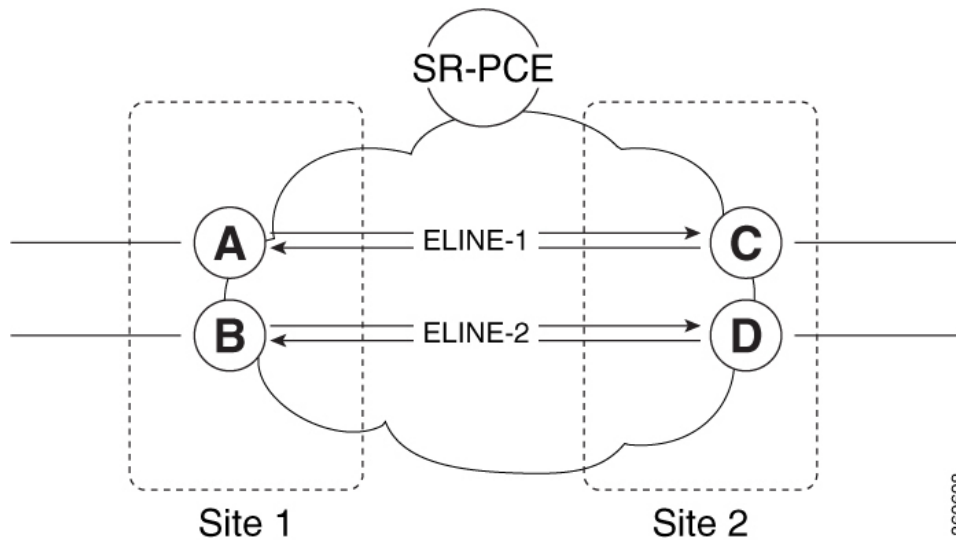 SR-PCE
A
ELINE-1
C
B
ELINE-2
D
Site 1
Site 2